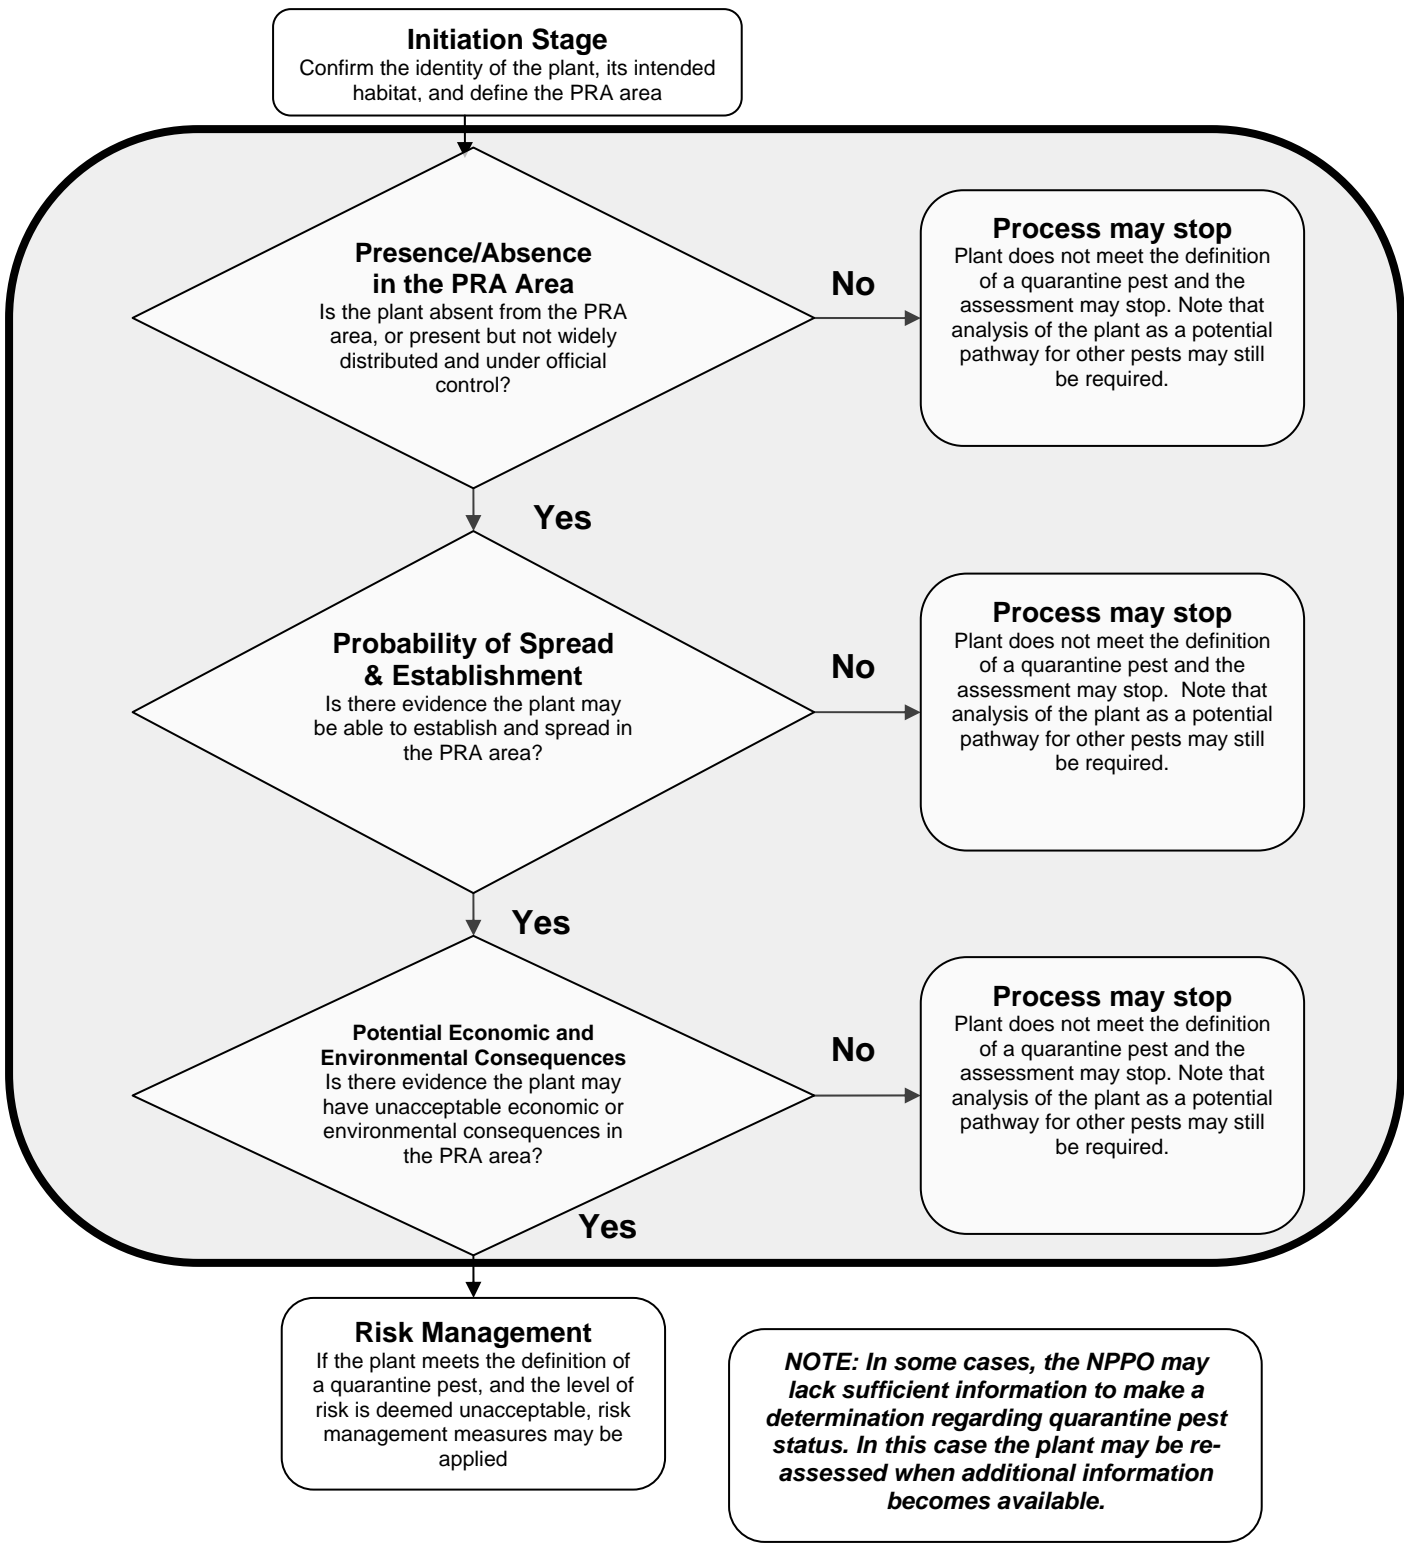 Initiation Stage
Confirm the identity of the plant, its intended
habitat, and define the PRA area
Presence/Absence
in the PRA Area
Is the plant absent from the PRA
area, or present but not widely
distributed and under official
control?
No
Process may stop
Plant does not meet the definition
of a quarantine pest and the
assessment may stop. Note that
analysis of the plant as a potential
pathway for other pests may still
be required.
Yes
Probability of Spread
& Establishment
Is there evidence the plant may
be able to establish and spread in
the PRA area?
No
Process may stop
Plant does not meet the definition
of a quarantine pest and the
assessment may stop.  Note that
analysis of the plant as a potential
pathway for other pests may still
be required.
Yes
Potential Economic and
Environmental Consequences
Is there evidence the plant may
have unacceptable economic or
environmental consequences in
the PRA area?
No
Process may stop
Plant does not meet the definition
of a quarantine pest and the
assessment may stop. Note that
analysis of the plant as a potential
pathway for other pests may still
be required.
Yes
Risk Management
If the plant meets the definition of
a quarantine pest, and the level of
risk is deemed unacceptable, risk
management measures may be
applied
NOTE: In some cases, the NPPO may
lack sufficient information to make a
determination regarding quarantine pest
status. In this case the plant may be re-
assessed when additional information
becomes available.